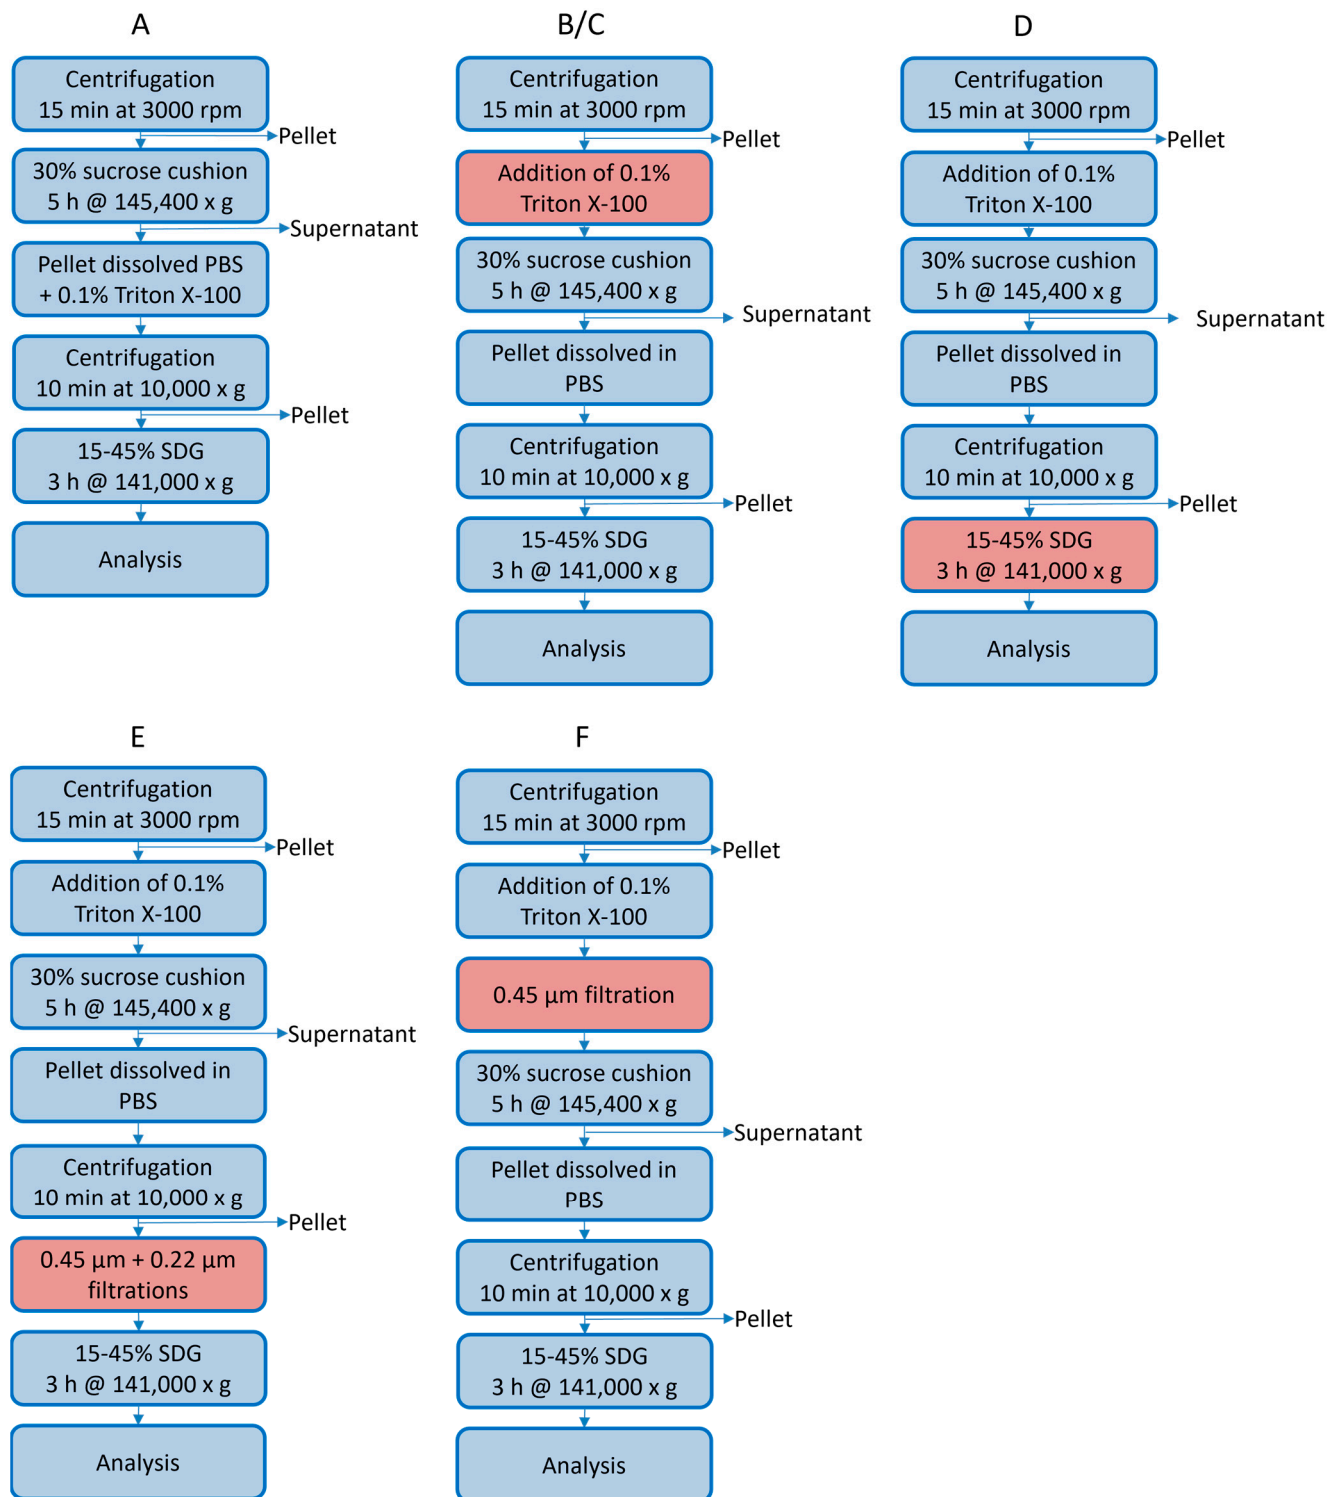 A
Centrifugation
15 min at 3000 rpm
Pellet
30% sucrose cushion
5 h @ 145,400 x g
Supernatant
Pellet dissolved PBS
+ 0.1% Triton X-100
Centrifugation
10 min at 10,000 x g
Pellet
15-45% SDG
3 h @ 141,000 x g
Analysis
B/C
Centrifugation
15 min at 3000 rpm
Pellet
Addition of 0.1%
Triton X-100
30% sucrose cushion
5 h @ 145,400 x g
Supernatant
Pellet dissolved in
PBS
Centrifugation
10 min at 10,000 x g
Pellet
15-45% SDG
3 h @ 141,000 x g
Analysis
D
Centrifugation
15 min at 3000 rpm
Pellet
Addition of 0.1%
Triton X-100
30% sucrose cushion
5 h @ 145,400 x g
Supernatant
Pellet dissolved in
PBS
Centrifugation
10 min at 10,000 x g
Pellet
15-45% SDG
3 h @ 141,000 x g
Analysis
E
Centrifugation
15 min at 3000 rpm
Pellet
Addition of 0.1%
Triton X-100
30% sucrose cushion
5 h @ 145,400 x g
Supernatant
Pellet dissolved in
PBS
Centrifugation
10 min at 10,000 x g
Pellet
0.45 µm + 0.22 µm
filtrations
15-45% SDG
3 h @ 141,000 x g
Analysis
F
Centrifugation
15 min at 3000 rpm
Pellet
Addition of 0.1%
Triton X-100
0.45 µm filtration
30% sucrose cushion
5 h @ 145,400 x g
Supernatant
Pellet dissolved in
PBS
Centrifugation
10 min at 10,000 x g
Pellet
15-45% SDG
3 h @ 141,000 x g
Analysis